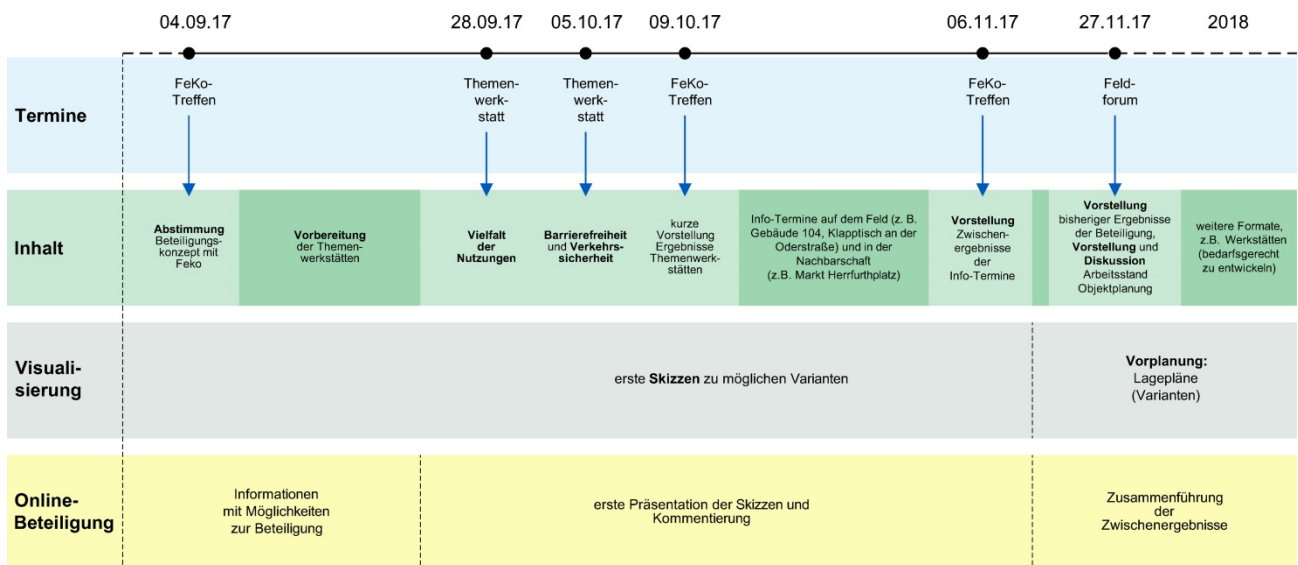 04.09.17
28.09.17
05.10.17
09.10.17
06.11.17
27.11.17
2018
Termine
FeKo-
Treffen
Themen-
werk-
statt
Themen-
werk-
statt
FeKo-
Treffen
FeKo-
Treffen
Feld-
forum
Inhalt
Abstimmung
Beteiligungs-
konzept mit
Feko
Vorbereitung
der Themen-
werkstätten
Vielfalt
der
Nutzungen
Barrierefreiheit
und Verkehrs-
sicherheit
kurze
Vorstellung
Ergebnisse
Themenwerk-
stätten
Info-Termine auf dem Feld (z. B.
Gebäude 104, Klapptisch an der
Oderstraße) und in der
Nachbarschaft
(z.B. Markt Herrfurthplatz)
Vorstellung
Zwischen-
ergebnisse
der
Info-Termine
Vorstellung
bisheriger Ergebnisse
der Beteiligung,
Vorstellung und
Diskussion
Arbeitsstand
Objektplanung
weitere Formate,
z.B. Werkstätten
(bedarfsgerecht
zu entwickeln)
Visuali-
sierung
erste Skizzen zu möglichen Varianten
Vorplanung:
Lagepläne
(Varianten)
Online-
Beteiligung
Informationen
mit Möglichkeiten
zur Beteiligung
erste Präsentation der Skizzen und
Kommentierung
Zusammenführung
der
Zwischenergebnisse